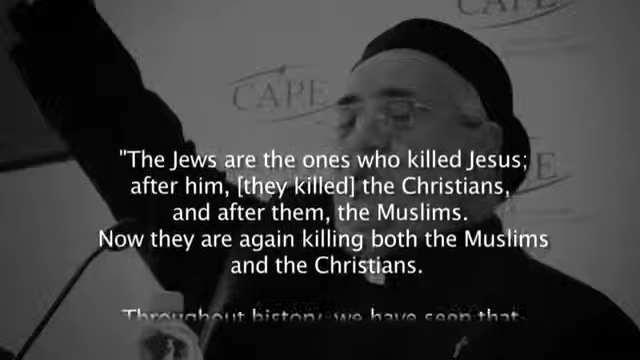 CAPE
CAPE
"The Jews are the ones who killed Jesus;
after him, [they killed] the Christians,
and after them, the Muslims.
Now they are again killing both the Muslims
and the Christians.
Throughout history, we have seen that